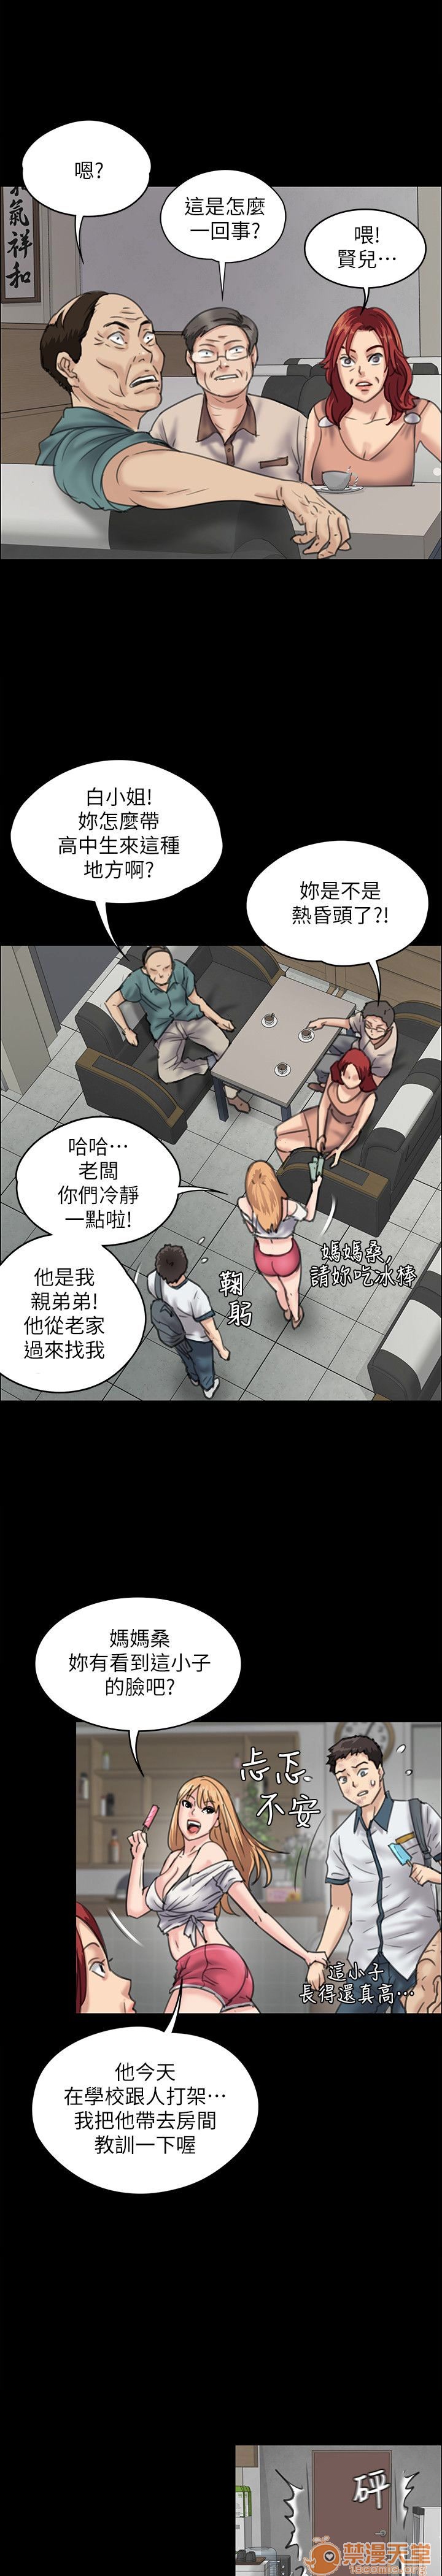 嗯?
這是怎麼
一回事?
喂!
賢兒⋯
氣祥和
白小姐!
妳怎麼帶
高中生來這種
地方啊?
妳是不是
熱昏頭了?!
哈哈⋯
老闆
你們冷靜
一點啦!
他是我
親弟弟!
他從老家
過來找我
鞠躬
媽媽桑,
請妳吃冰棒
媽媽桑
妳有看到這小子
的臉吧?
忐忑
不安
這小子
長得還真高⋯
他今天
在學校跟人打架⋯
我把他帶去房間
教訓一下喔
砰
禁漫天堂
18comic.org